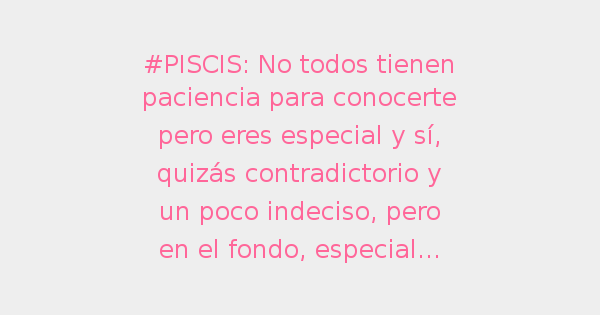 #PISCIS: No todos tienen
paciencia para conocerte
pero eres especial y sí,
quizás contradictorio y
un poco indeciso, pero
en el fondo, especial...